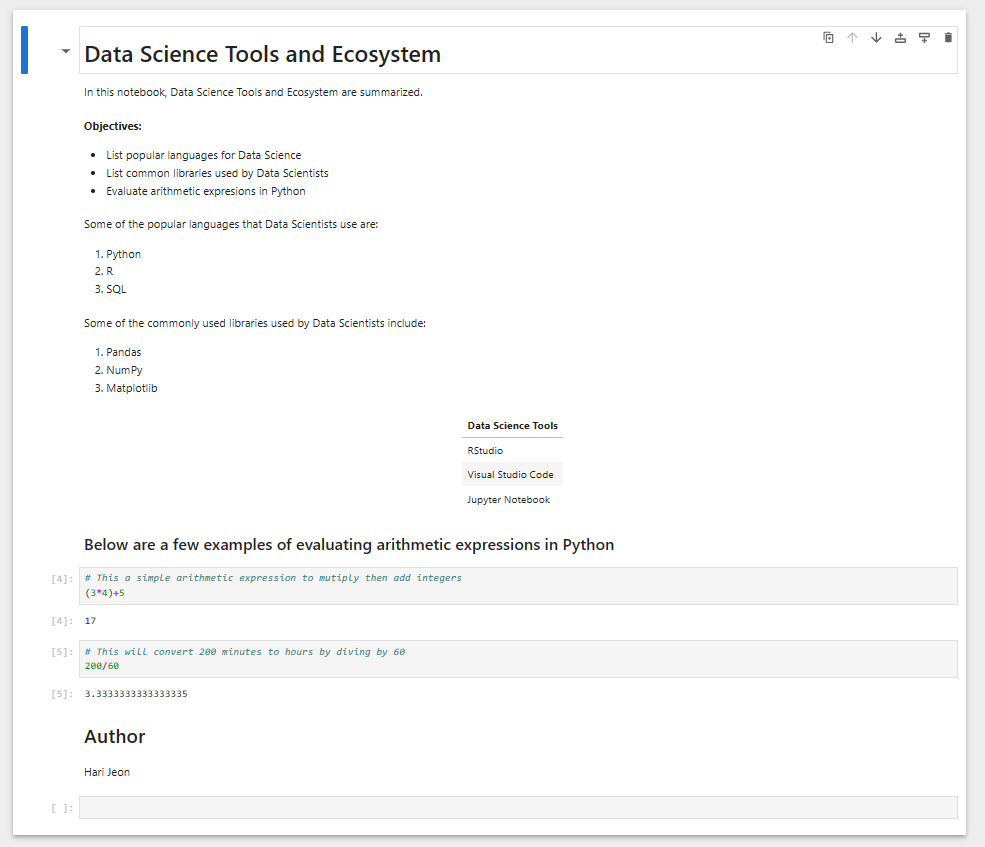 Data Science Tools and Ecosystem
In this notebook, Data Science Tools and Ecosystem are summarized.
Objectives:
• List popular languages for Data Science
• List common libraries used by Data Scientists
• Evaluate arithmetic expresions in Python
Some of the popular languages that Data Scientists use are:
1. Python
2. R
3. SQL
Some of the commonly used libraries used by Data Scientists include:
1. Pandas
2. NumPy
3. Matplotlib
Data Science Tools
RStudio
Visual Studio Code
Jupyter Notebook
Below are a few examples of evaluating arithmetic expressions in Python
[4]: # This a simple arithmetic expression to mutiply then add integers
(3*4)+5
[4]: 17
[5]: # This will convert 200 minutes to hours by diving by 60
200/60
[5]: 3.3333333333333335
Author
Hari Jeon
[ ]: